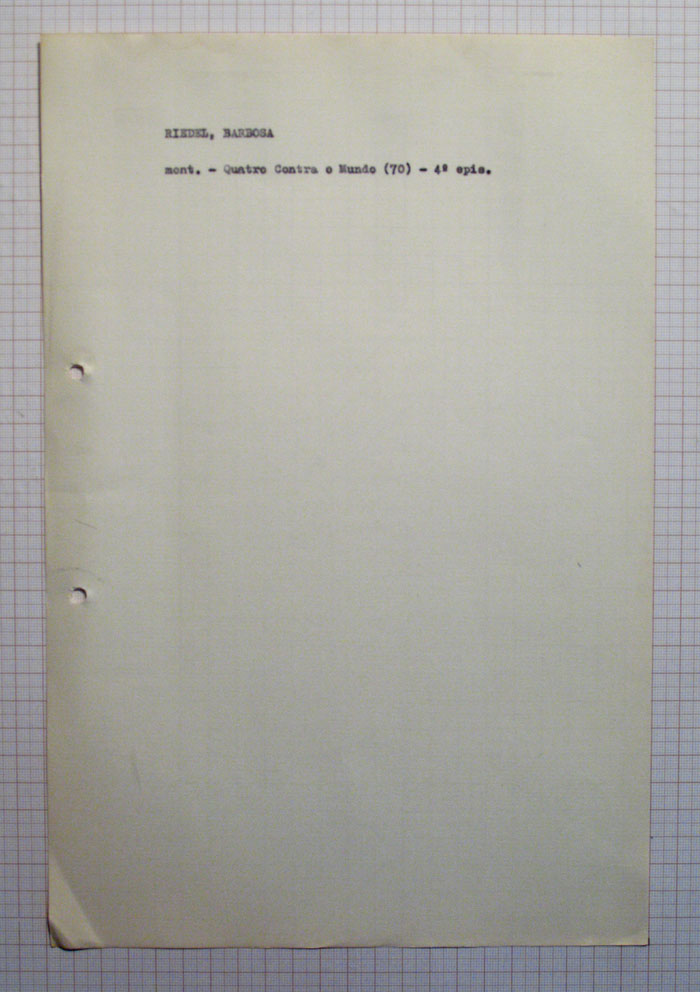 RIEDEL, BARBOSA
mont. - Quatro Contra o Mundo (70) - 4º epis.